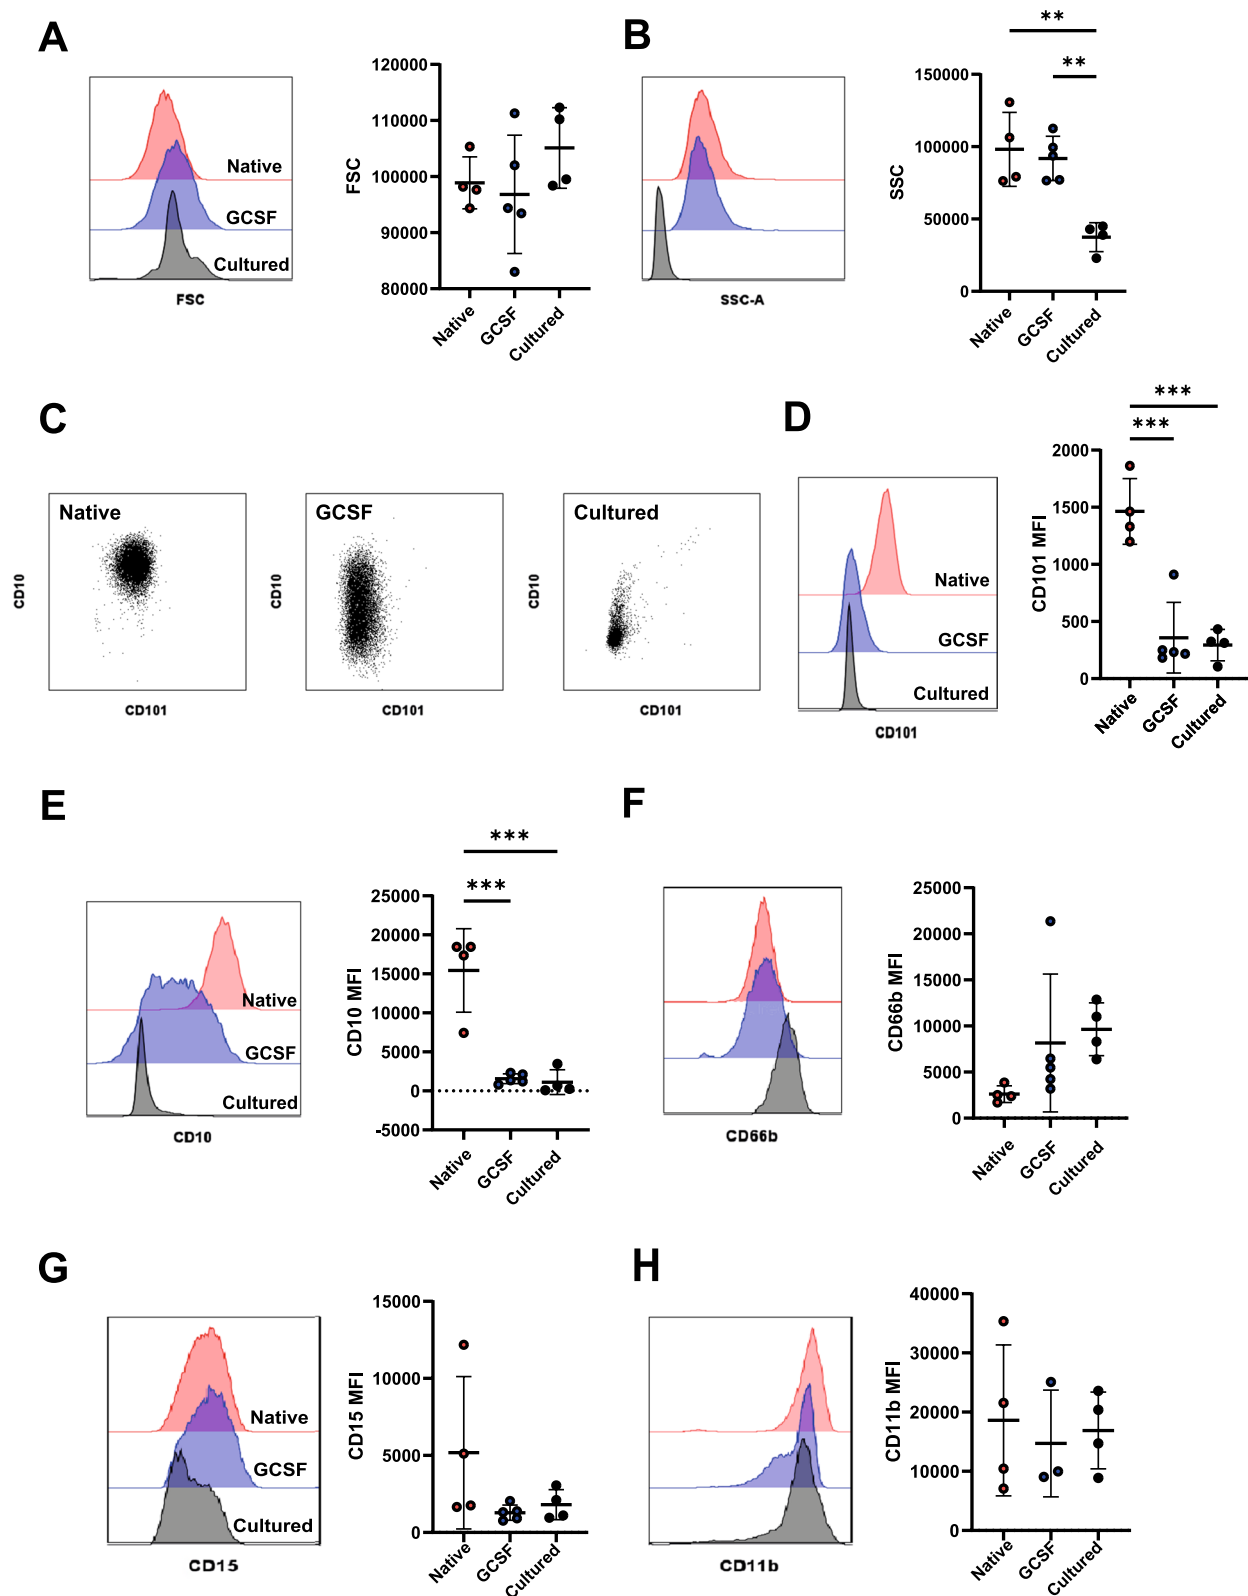 A
Native
GCSF
Cultured
FSC
120000
110000
100000
90000
80000
FSC
Native
GCSF
Cultured
B
SSC-A
**
**
150000
100000
50000
0
SSC
Native
GCSF
Cultured
C
Native
CD10
CD101
GCSF
CD10
CD101
Cultured
CD10
CD101
D
Native
GCSF
Cultured
CD101
***
***
2000
1500
1000
500
0
CD101 MFI
Native
GCSF
Cultured
E
Native
GCSF
Cultured
CD10
***
***
25000
20000
15000
10000
5000
0
-5000
CD10 MFI
Native
GCSF
Cultured
F
CD66b
25000
20000
15000
10000
5000
0
CD66b MFI
Native
GCSF
Cultured
G
Native
GCSF
Cultured
CD15
15000
10000
5000
0
CD15 MFI
Native
GCSF
Cultured
H
CD11b
40000
30000
20000
10000
0
CD11b MFI
Native
GCSF
Cultured